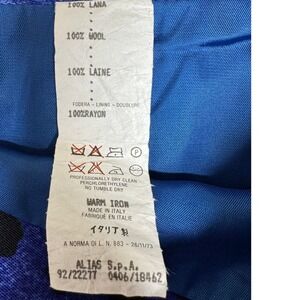 100% LANA
100% WOOL
100% LAINE
FODERA - LINING - DOUBLURE
100%RAYON
PROFESSIONALLY DRY CLEAN
PERCHLORETHYLENE
NO TUMBLE DRY
WARM IRON
MADE IN ITALY
FABRIQUÉ EN ITALIE
イタリア製
A NORMA DI L. N. 883 - 26/11/73
ALIAS S.p.A.
92/22277 0406/18462